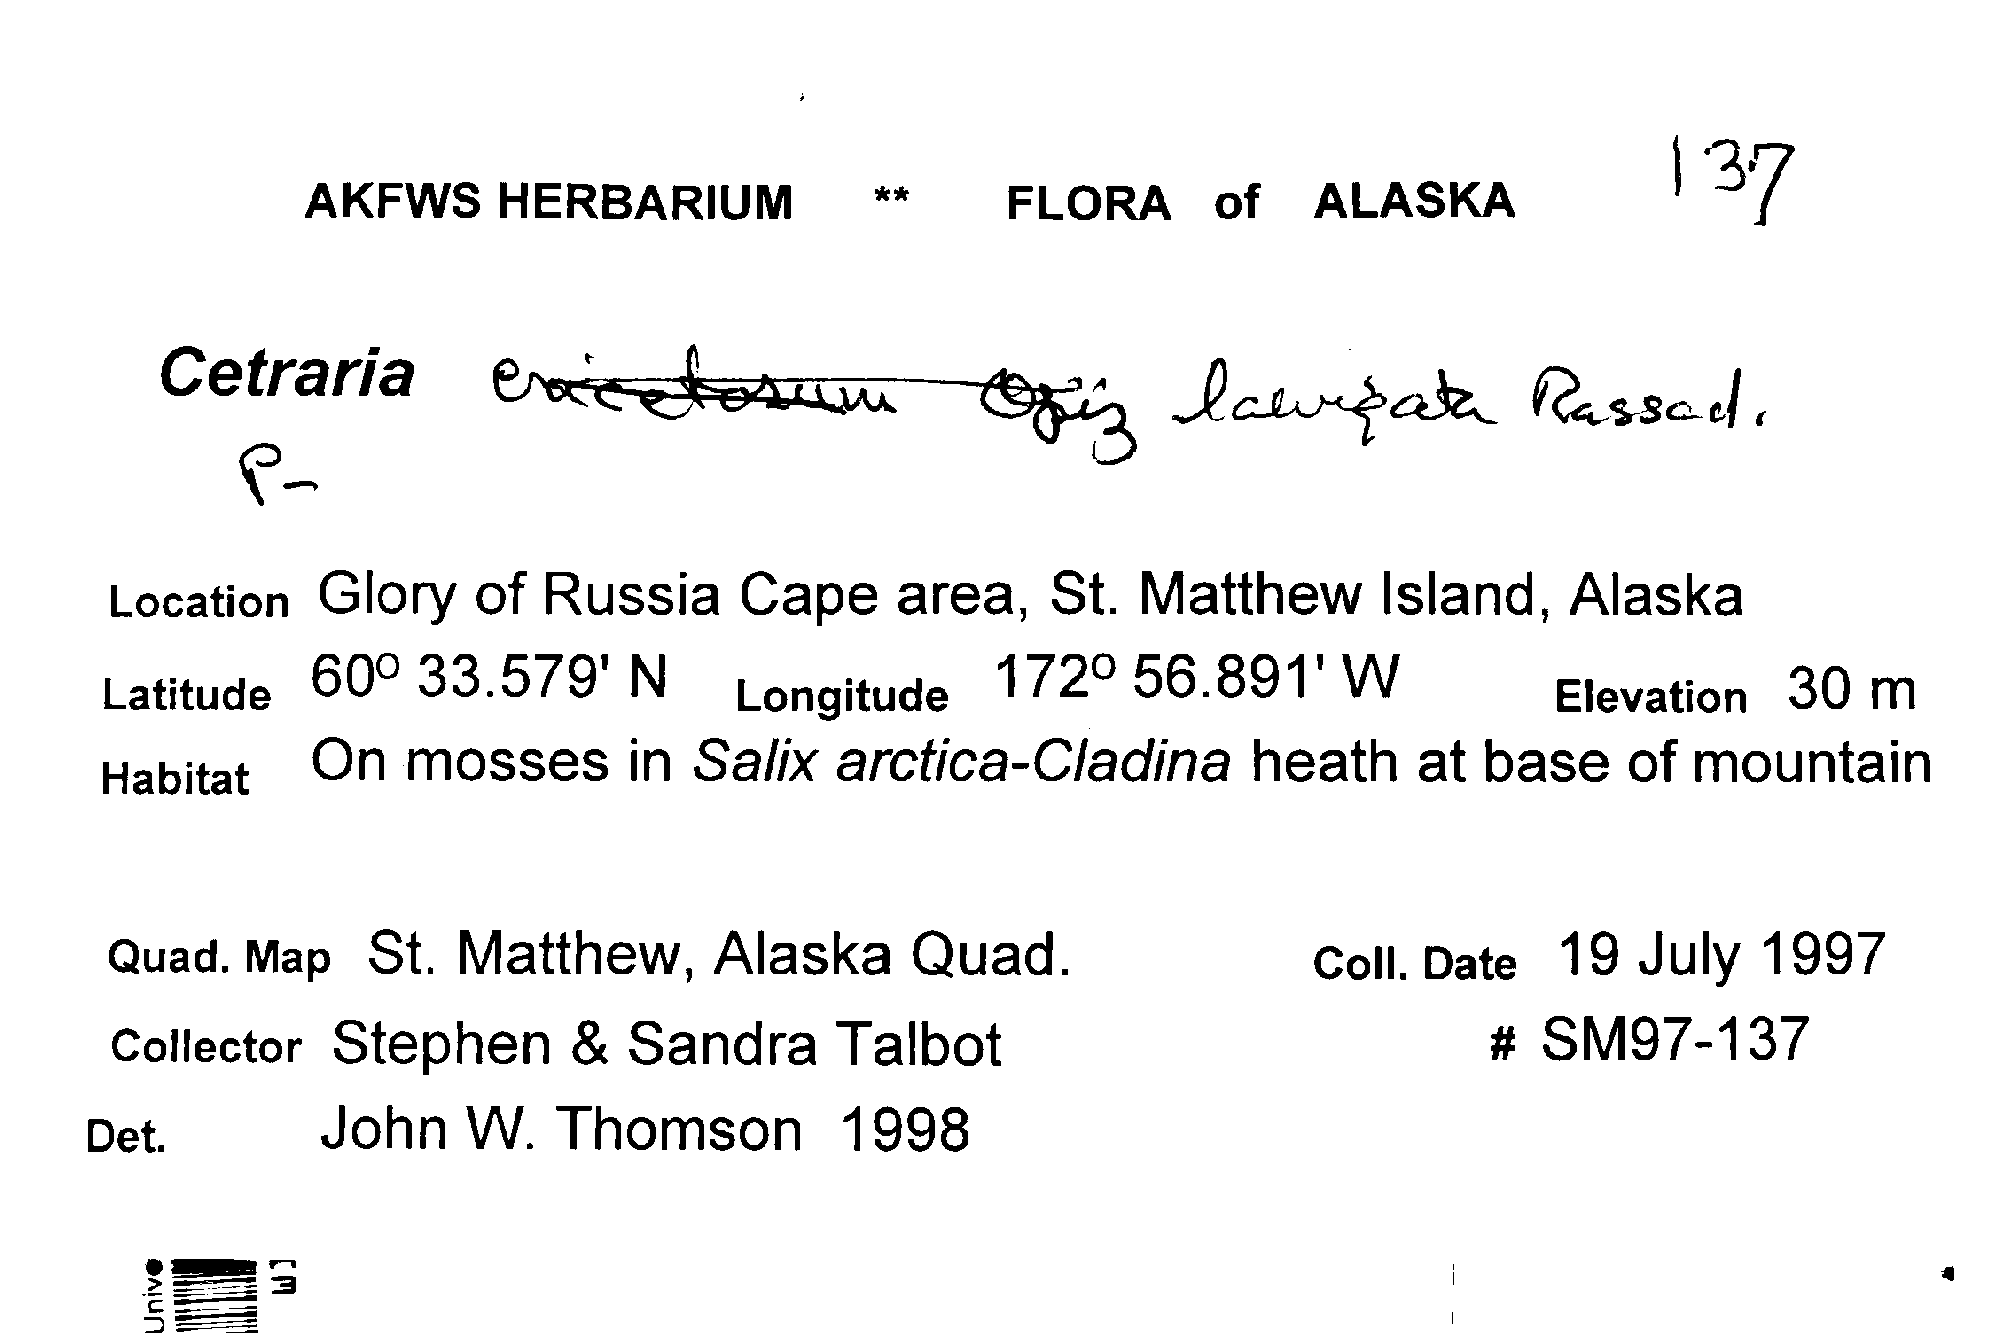 137
AKFWS HERBARIUM ** FLORA of ALASKA
Cetraria ericetorum Opiz laevigata Rassad.
P-
Location Glory of Russia Cape area, St. Matthew Island, Alaska
Latitude 60º 33.579' N Longitude 172º 56.891' W Elevation 30 m
Habitat On mosses in Salix arctica-Cladina heath at base of mountain
Quad. Map St. Matthew, Alaska Quad. Coll. Date 19 July 1997
Collector Stephen & Sandra Talbot # SM97-137
Det. John W. Thomson 1998
Univ